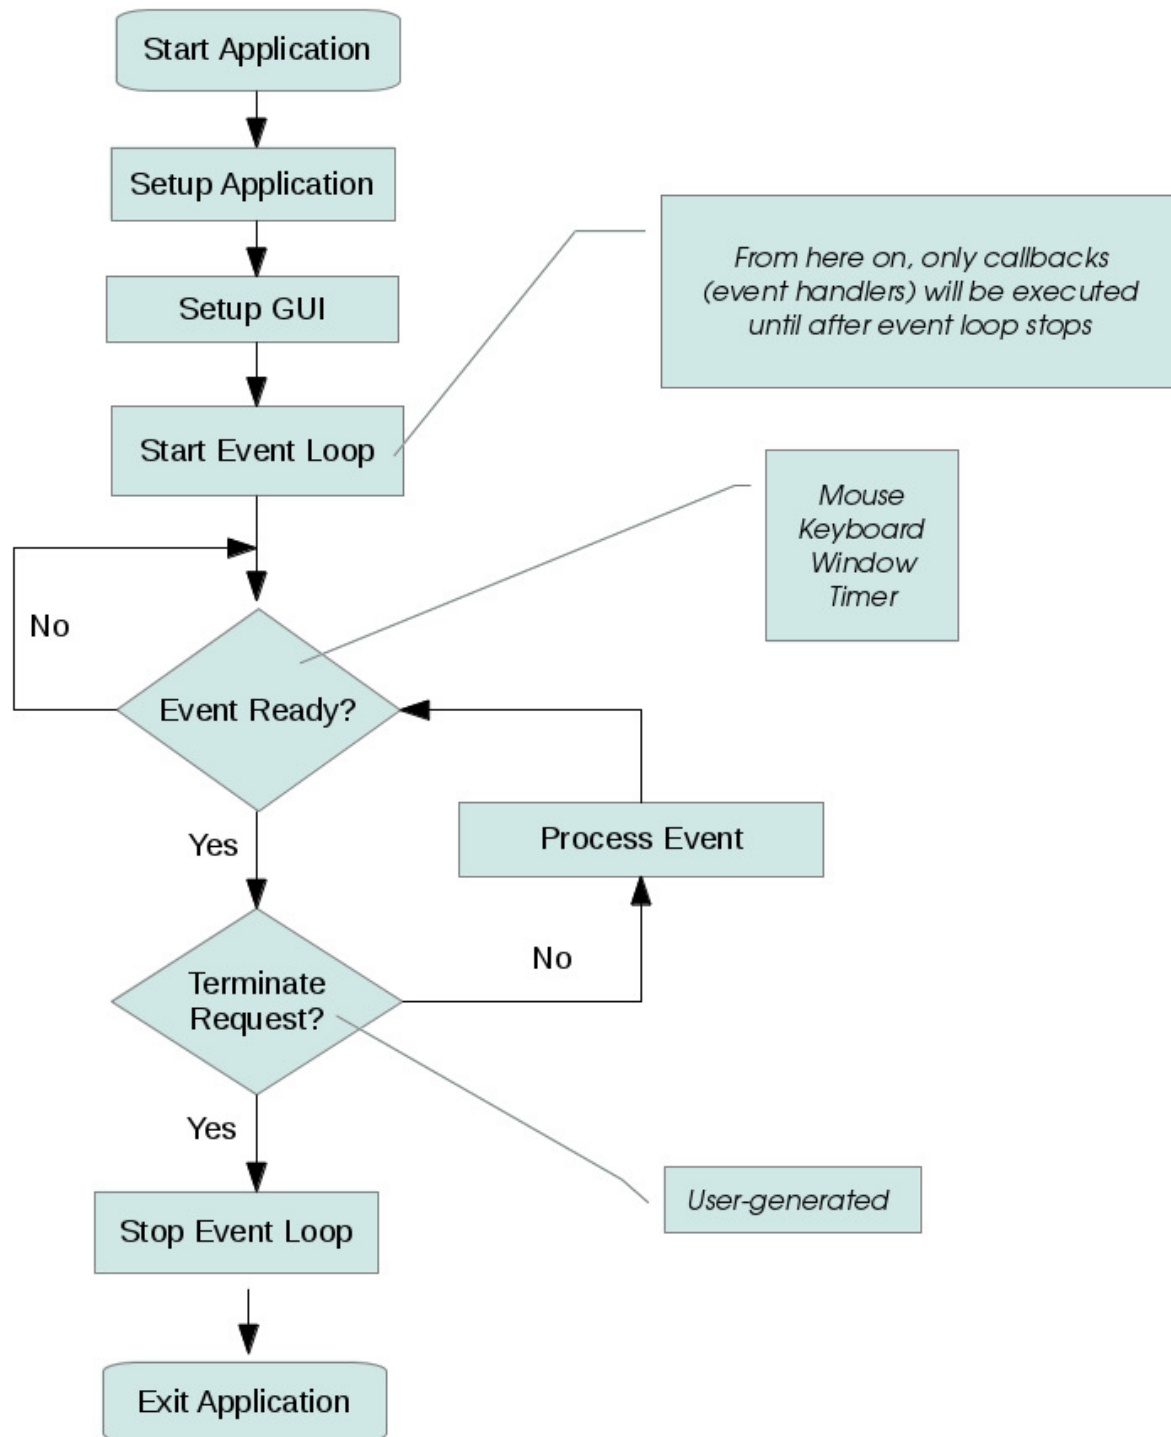 Start Application
Setup Application
Setup GUI
From here on, only callbacks
(event handlers) will be executed
until after event loop stops
Start Event Loop
Mouse
Keyboard
Window
Timer
No
Event Ready?
Yes
Process Event
No
Terminate
Request?
Yes
User-generated
Stop Event Loop
Exit Application